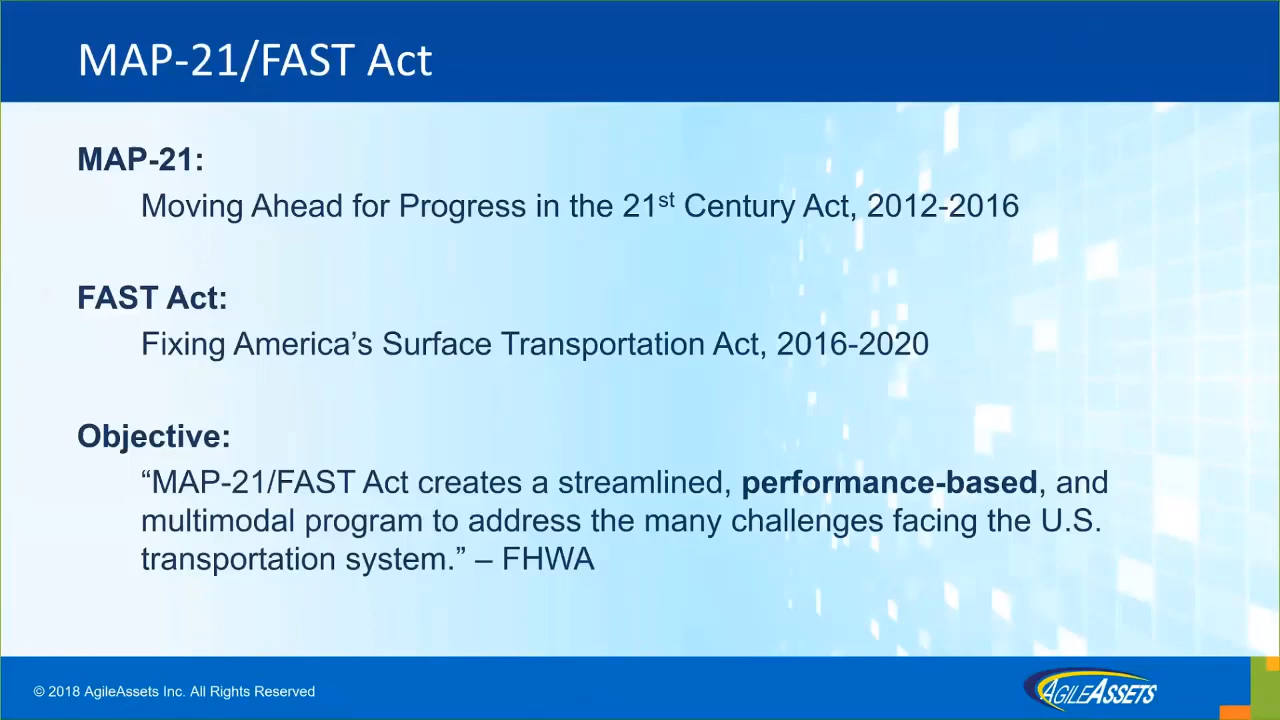 MAP-21/FAST Act
MAP-21:
Moving Ahead for Progress in the 21st Century Act, 2012-2016
FAST Act:
Fixing America’s Surface Transportation Act, 2016-2020
Objective:
“MAP-21/FAST Act creates a streamlined, performance-based, and
multimodal program to address the many challenges facing the U.S.
transportation system.” – FHWA
© 2018 AgileAssets Inc. All Rights Reserved
AGILEASSETS